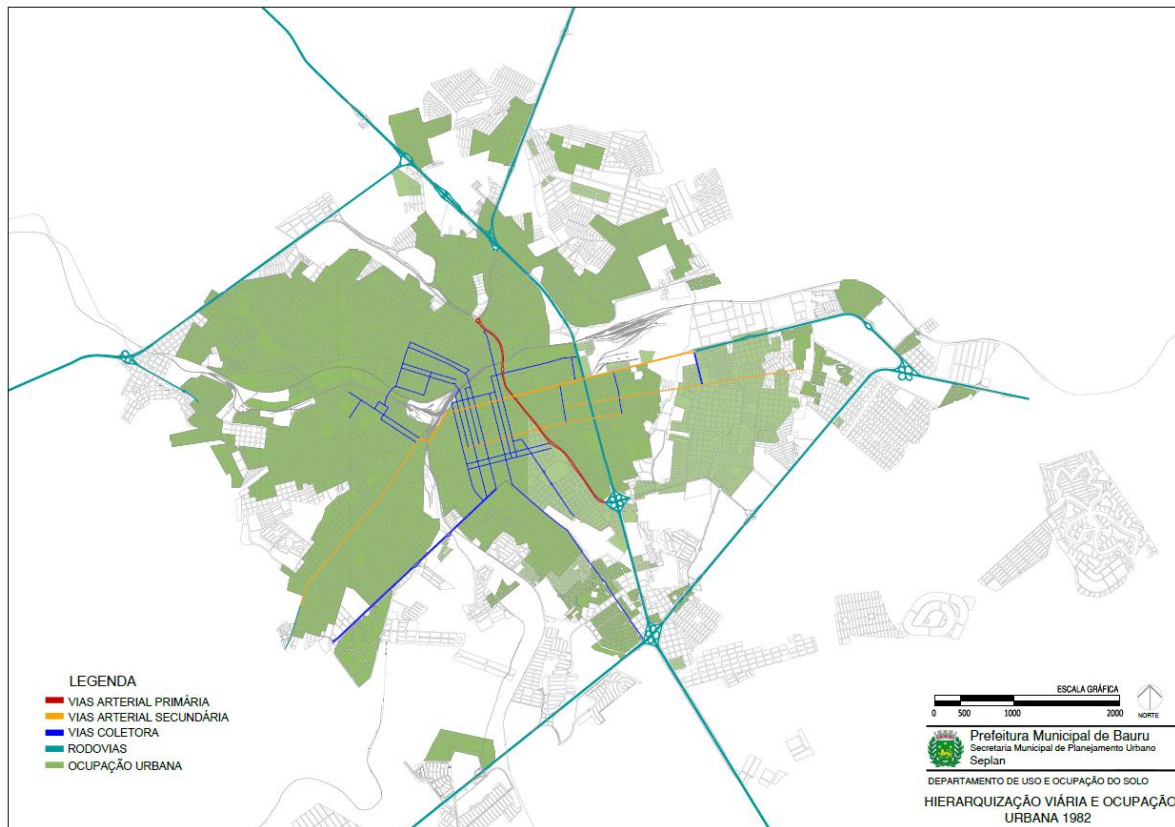 LEGENDA
VIAS ARTERIAL PRIMÁRIA
VIAS ARTERIAL SECUNDÁRIA
VIAS COLETORA
RODOVIAS
OCUPAÇÃO URBANA
ESCALA GRÁFICA
0 500 1000 2000
NORTE
Prefeitura Municipal de Bauru
Secretaria Municipal de Planejamento Urbano
Seplan
DEPARTAMENTO DE USO E OCUPAÇÃO DO SOLO
HIERARQUIZAÇÃO VIÁRIA E OCUPAÇÃO
URBANA 1982